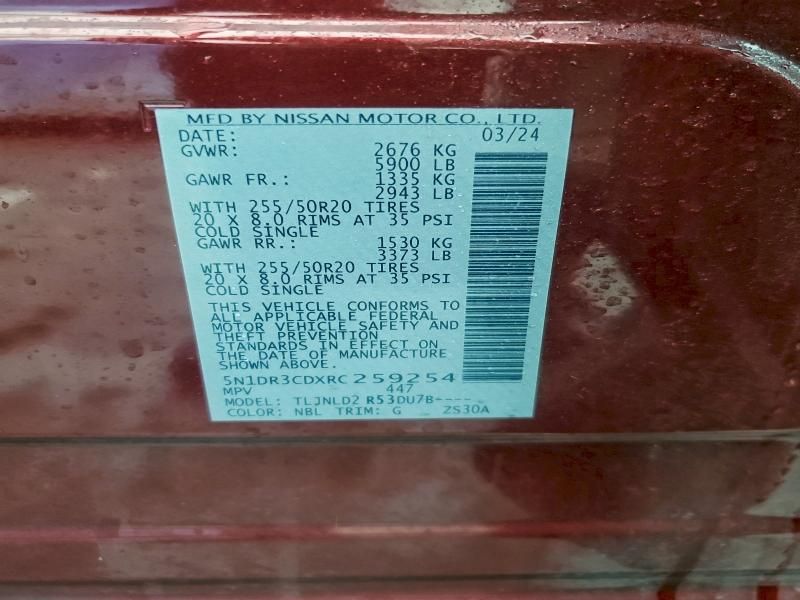 MFD BY NISSAN MOTOR CO., LTD.
DATE: 03/24
GVWR: 2676 KG
5900 LB
GAWR FR.: 1335 KG
2943 LB
WITH 255/50R20 TIRES
20 X 8.0 RIMS AT 35 PSI
COLD SINGLE
GAWR RR.: 1530 KG
3373 LB
WITH 255/50R20 TIRES
20 X 8.0 RIMS AT 35 PSI
COLD SINGLE
THIS VEHICLE CONFORMS TO
ALL APPLICABLE FEDERAL
MOTOR VEHICLE SAFETY AND
THEFT PREVENTION
STANDARDS IN EFFECT ON
THE DATE OF MANUFACTURE
SHOWN ABOVE.
5N1DR3CDXRC259254
MPV 447
MODEL: TLJNLD2 R53DU7B----
COLOR: NBL TRIM: G 2S30A